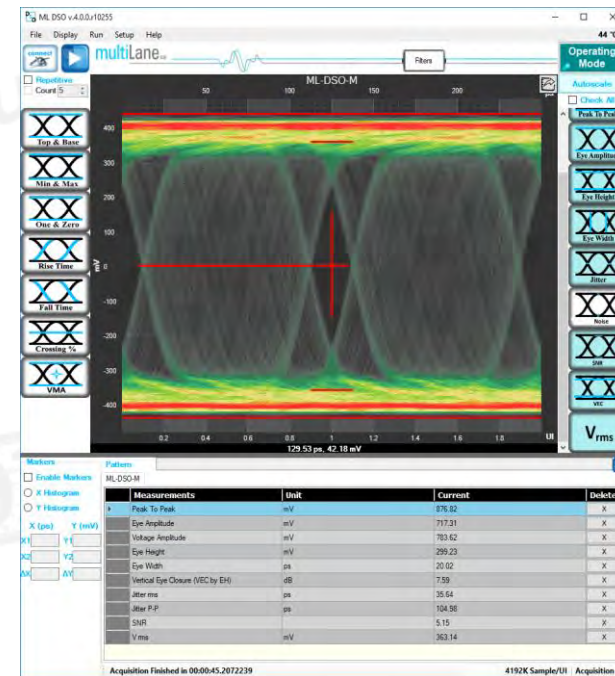 ML DSO v.4.0.0.r10255
File Display Run Setup Help
44 °C
connect
multiLane
Filters
Operating Mode
Repetitive
Count 5
Autoscale
Check All
ML-DSO-M
50 100 150 200
Top & Base
Min & Max
One & Zero
Rise Time
Fall Time
Crossing %
VMA
400
300
200
100
mV
-100
-200
-300
-400
0.2 0.4 0.6 0.8 1 1.2 1.4 1.6 1.8 UI
129.53 ps, 42.18 mV
Peak To Peak
Eye Amplitude
Eye Height
Eye Width
Jitter
Noise
SNR
VEC
Vrms
Markers
Enable Markers
X Histogram
Y Histogram
X (ps) Y (mV)
X1 Y1
X2 Y2
ΔX ΔY
Pattern
ML-DSO-M
Measurements Unit Current Delete
Peak To Peak mV 876.82 X
Eye Amplitude mV 717.31 X
Voltage Amplitude mV 783.62 X
Eye Height mV 299.23 X
Eye Width ps 20.02 X
Vertical Eye Closure (VEC by EH) dB 7.59 X
Jitter rms ps 35.64 X
Jitter P-P ps 104.58 X
SNR 5.15 X
V rms mV 363.14 X
Acquisition Finished in 00:00:45.2072239
4192K Sample/UI Acquisition